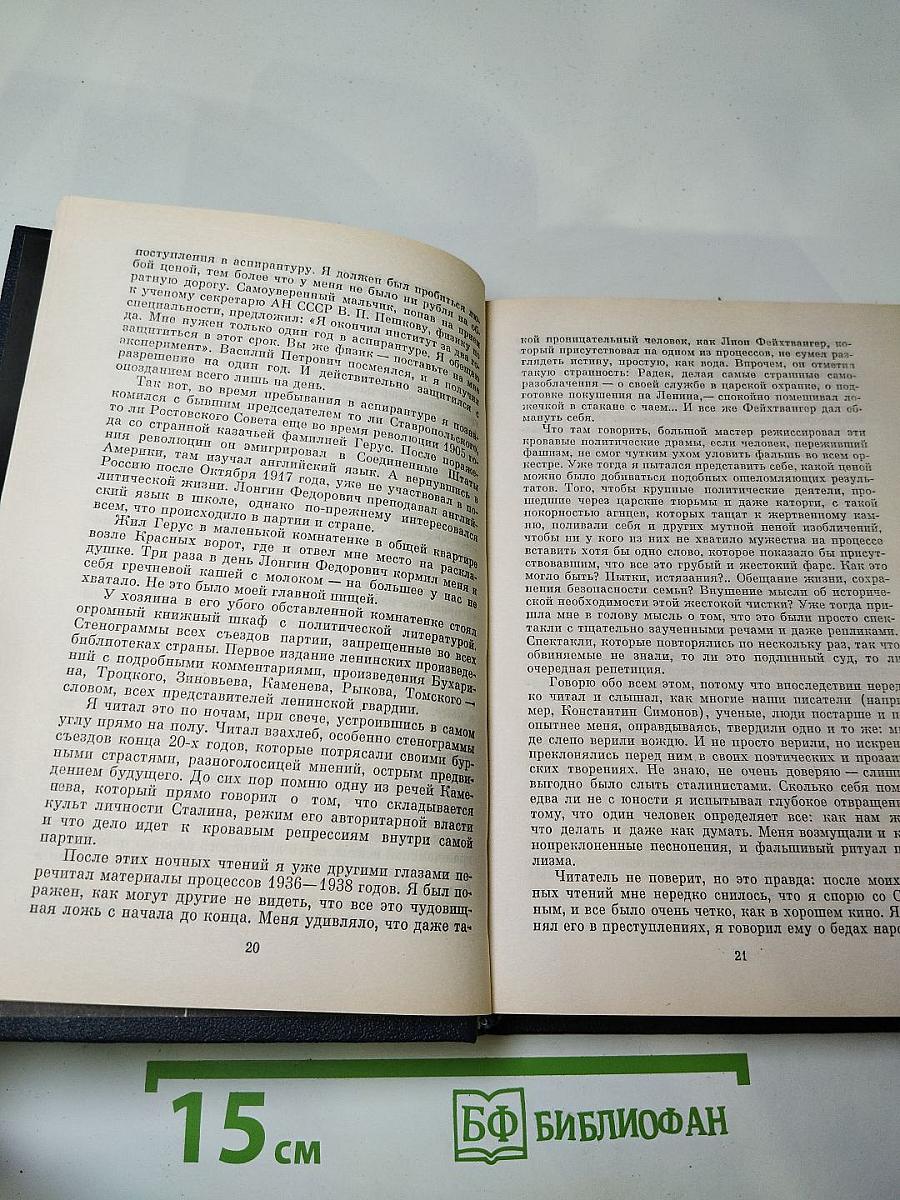 поступления в аспирантуру. Я должен был пробиться лю-
бой ценой, тем более что у меня не было ни рубля на об-
ратную дорогу. Самоуверенный мальчик, попав на прием
к ученому секретарю АН СССР В. П. Пешкову, физику по
специальности, предложил: «Я окончил институт за два го-
да. Мне нужен только один год в аспирантуре. Я обещаю
защититься в этот срок. Вы же физик — поставьте на мне
эксперимент». Василий Петрович посмеялся, и я получил
разрешение на один год. И действительно защитился с
опозданием всего лишь на день.
Так вот, во время пребывания в аспирантуре я позна-
комился с бывшим председателем то ли Ставропольского,
то ли Ростовского Совета еще во время революции 1905 го-
да со странной казачьей фамилией Герус. После пораже-
ния революции он эмигрировал в Соединенные Штаты
Америки, там изучал английский язык. А вернувшись в
Россию после Октября 1917 года, уже не участвовал в по-
литической жизни. Лонгин Федорович преподавал англий-
ский язык в школе, однако по-прежнему интересовался
всем, что происходило в партии и стране.
Жил Герус в маленькой комнатенке в общей квартире
возле Красных ворот, где и отвел мне место на раскла-
душке. Три раза в день Лонгин Федорович кормил меня и
себя гречневой кашей с молоком — на большее у нас не
хватало. Не это было моей главной пищей.
У хозяина в его убого обставленной комнатенке стоял
огромный книжный шкаф с политической литературой.
Стенограммы всех съездов партии, запрещенные во всех
библиотеках страны. Первое издание ленинских произведе-
ний с подробными комментариями, произведения Бухари-
на, Троцкого, Зиновьева, Каменева, Рыкова, Томского —
словом, всех представителей ленинской гвардии.
Я читал это по ночам, при свече, устроившись в самом
углу прямо на полу. Читал взахлеб, особенно стенограммы
съездов конца 20-х годов, которые потрясали своими бур-
ными страстями, разноголосицей мнений, острым предви-
дением будущего. До сих пор помню одну из речей Каме-
нева, который прямо говорил о том, что складывается
культ личности Сталина, режим его авторитарной власти
и что дело идет к кровавым репрессиям внутри самой
партии.
После этих ночных чтений я уже другими глазами пе-
речитал материалы процессов 1936—1938 годов. Я был по-
ражен, как могут другие не видеть, что все это чудовищ-
ная ложь с начала до конца. Меня удивляло, что даже та-
20
кой проницательный человек, как Лион Фейхтвангер, ко-
торый присутствовал на одном из процессов, не сумел раз-
глядеть истину, простую, как вода. Впрочем, он отметил
такую странность: Радек, делая самые странные само-
разоблачения — о своей службе в царской охранке, о под-
готовке покушения на Ленина,— спокойно помешивал ло-
жечкой в стакане с чаем... И все же Фейхтвангер дал об-
мануть себя.
Что там говорить, большой мастер режиссировал эти
кровавые политические драмы, если человек, переживший
фашизм, не смог чутким ухом уловить фальшь во всем ор-
кестре. Уже тогда я пытался представить себе, какой ценой
можно было добиваться подобных ошеломляющих резуль-
татов. Того, чтобы крупные политические деятели, про-
шедшие через царские тюрьмы и даже каторги, с такой
покорностью агнцев, которых тащат к жертвенному кам-
ню, поливали себя и других мутной пеной изобличений,
чтобы ни у кого из них не хватило мужества на процессе
вставить хотя бы одно слово, которое показало бы присут-
ствовавшим, что все это грубый и жестокий фарс. Как это
могло быть? Пытки, истязания?.. Обещание жизни, сохра-
нения безопасности семьи? Внушение мысли об историче-
ской необходимости этой жестокой чистки? Уже тогда при-
шла мне в голову мысль о том, что это были просто спек-
такли с тщательно заученными речами и даже репликами.
Спектакли, которые повторялись по нескольку раз, так что
обвиняемые не знали, то ли это подлинный суд, то ли
очередная репетиция.
Говорю обо всем этом, потому что впоследствии неред
ко читал и слышал, как многие наши писатели (напри
мер, Константин Симонов), ученые, люди постарше и по
опытнее меня, оправдываясь, твердили одно и то же: м
де слепо верили вождю. И не просто верили, но искрен
преклонялись перед ним в своих поэтических и прозаи
ских творениях. Не знаю, не очень доверяю — слиш
выгодно было слыть сталинистами. Сколько себя пом
едва ли не с юности я испытывал глубокое отвращен
тому, что один человек определяет все: как нам ж
что делать и даже как думать. Меня возмущали и к
нопреклоненные песнопения, и фальшивый ритуал п
лизма.
Читатель не поверит, но это правда: после моих
ных чтений мне нередко снилось, что я спорю со С
ным, и все было очень четко, как в хорошем кино. Я
нял его в преступлениях, я говорил ему о бедах наро
21
15 см
БФ БИБЛИОФАН